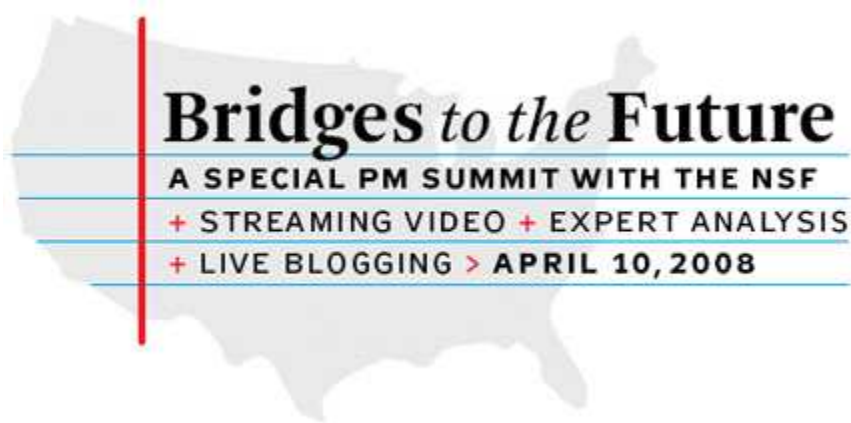 Bridges to the Future
A SPECIAL PM SUMMIT WITH THE NSF
+ STREAMING VIDEO + EXPERT ANALYSIS
+ LIVE BLOGGING > APRIL 10, 2008